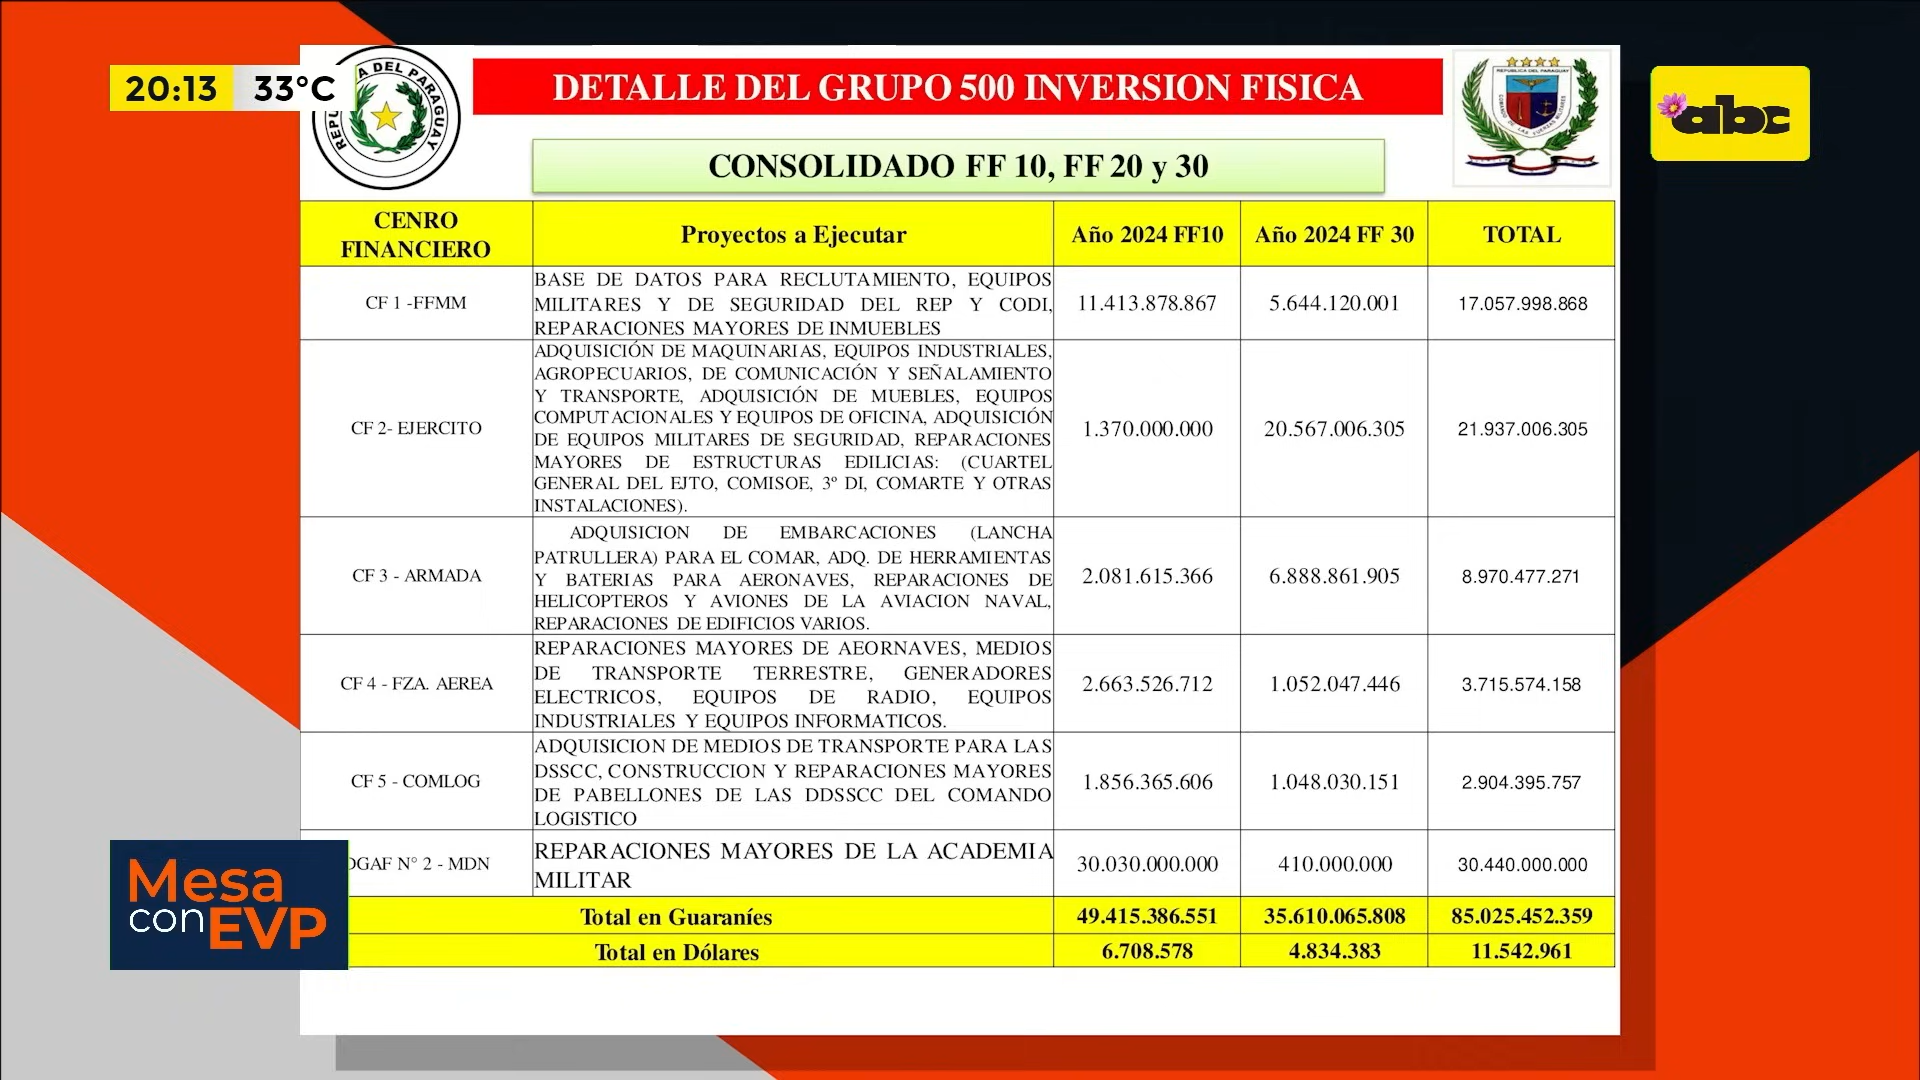 20:13 33°C
DETALLE DEL GRUPO 500 INVERSION FISICA
abc
CONSOLIDADO FF 10, FF 20 y 30
CENRO
FINANCIERO
Proyectos a Ejecutar
Año 2024 FF10
Año 2024 FF 30
TOTAL
CF 1 -FFMM
BASE DE DATOS PARA RECLUTAMIENTO, EQUIPOS
MILITARES Y DE SEGURIDAD DEL REP Y CODI,
REPARACIONES MAYORES DE INMUEBLES
11.413.878.867
5.644.120.001
17.057.998.868
CF 2- EJERCITO
ADQUISICIÓN DE MAQUINARIAS, EQUIPOS INDUSTRIALES,
AGROPECUARIOS, DE COMUNICACIÓN Y SEÑALAMIENTO
Y TRANSPORTE, ADQUISICIÓN DE MUEBLES, EQUIPOS
COMPUTACIONALES Y EQUIPOS DE OFICINA, ADQUISICIÓN
DE EQUIPOS MILITARES DE SEGURIDAD, REPARACIONES
MAYORES DE ESTRUCTURAS EDILICIAS: (CUARTEL
GENERAL DEL EJTO, COMISOE, 3º DI, COMARTE Y OTRAS
INSTALACIONES).
1.370.000.000
20.567.006.305
21.937.006.305
CF 3 - ARMADA
ADQUISICION DE EMBARCACIONES (LANCHA
PATRULLERA) PARA EL COMAR, ADQ. DE HERRAMIENTAS
Y BATERIAS PARA AERONAVES, REPARACIONES DE
HELICOPTEROS Y AVIONES DE LA AVIACION NAVAL,
REPARACIONES DE EDIFICIOS VARIOS.
2.081.615.366
6.888.861.905
8.970.477.271
CF 4 - FZA. AEREA
REPARACIONES MAYORES DE AEORNAVES, MEDIOS
DE TRANSPORTE TERRESTRE, GENERADORES
ELECTRICOS, EQUIPOS DE RADIO, EQUIPOS
INDUSTRIALES Y EQUIPOS INFORMATICOS.
2.663.526.712
1.052.047.446
3.715.574.158
CF 5 - COMLOG
ADQUISICION DE MEDIOS DE TRANSPORTE PARA LAS
DSSCC, CONSTRUCCION Y REPARACIONES MAYORES
DE PABELLONES DE LAS DDSSCC DEL COMANDO
LOGISTICO
1.856.365.606
1.048.030.151
2.904.395.757
DGAF N° 2 - MDN
REPARACIONES MAYORES DE LA ACADEMIA
MILITAR
30.030.000.000
410.000.000
30.440.000.000
Total en Guaraníes
49.415.386.551
35.610.065.808
85.025.452.359
Total en Dólares
6.708.578
4.834.383
11.542.961
Mesa
con EVP